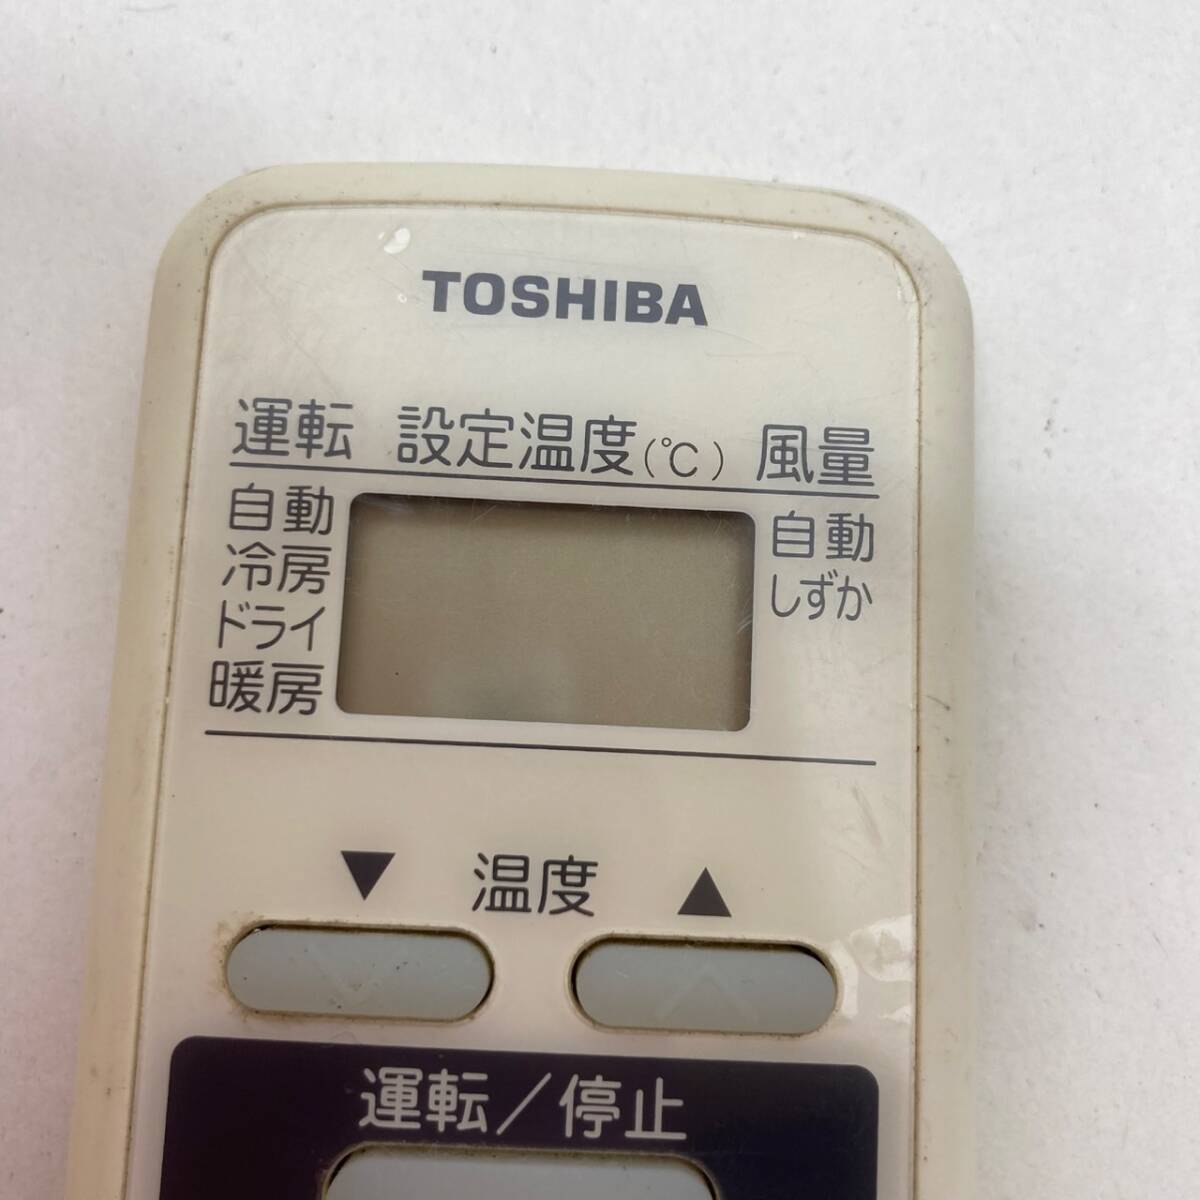 TOSHIBA
運転 設定温度(℃) 風量
自動
冷房
ドライ
暖房
自動
しずか
▼ 温度 ▲
運転／停止